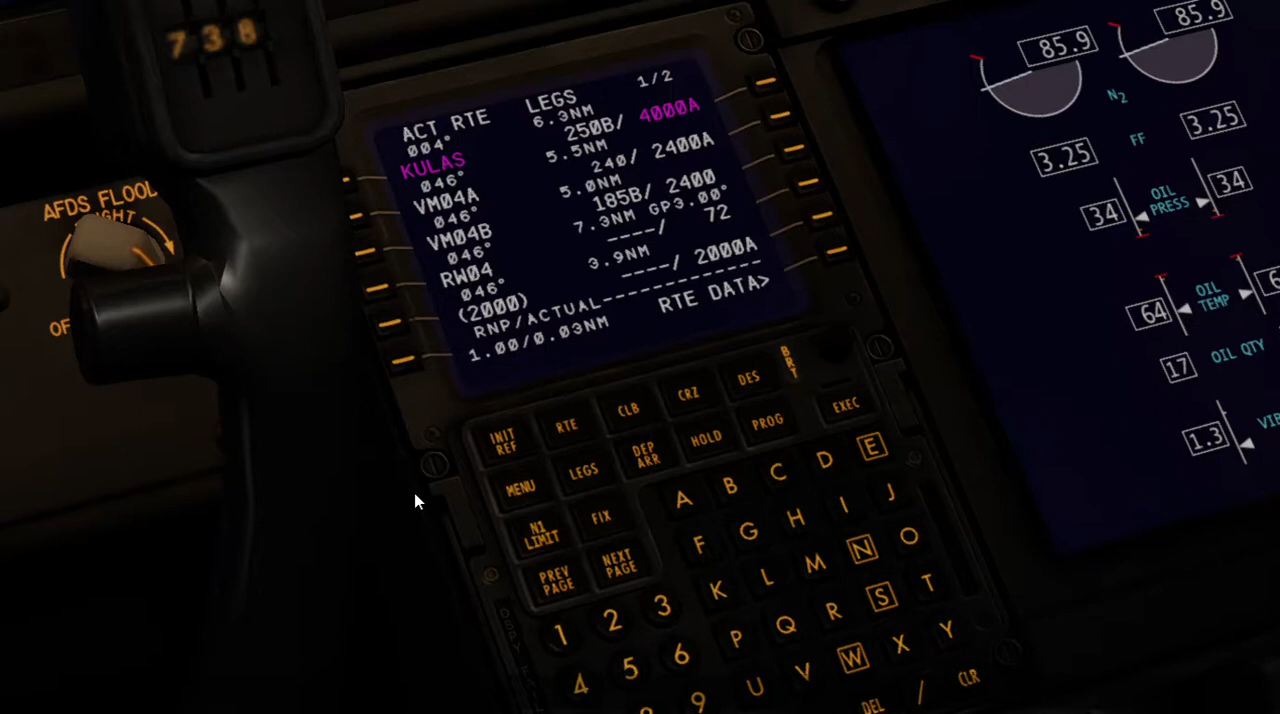 738
AFDS FLOOD
ACT RTE LEGS 1/2
004° 6.3NM
KULAS 250B/ 4000A
046° 5.5NM
VM04A 240/ 2400A
046° 5.0NM
VM04B 185B/ 2400
046° 7.3NM GP3.00°
RW04 ----/ 72
046° 3.9NM
(2000) ----/ 2000A
RNP/ACTUAL----------------
1.00/0.03NM RTE DATA>
BRT
INIT REF RTE CLB CRZ DES
MENU LEGS DEP ARR HOLD PROG EXEC
N1 LIMIT FIX
PREV PAGE NEXT PAGE
A B C D E
F G H I J
K L M N O
P Q R S T
U V W X Y
DEL / CLR
1 2 3
4 5 6
9
85.9 85.9
N2
3.25 FF 3.25
34 OIL PRESS 34
64 OIL TEMP
17 OIL QTY
1.3